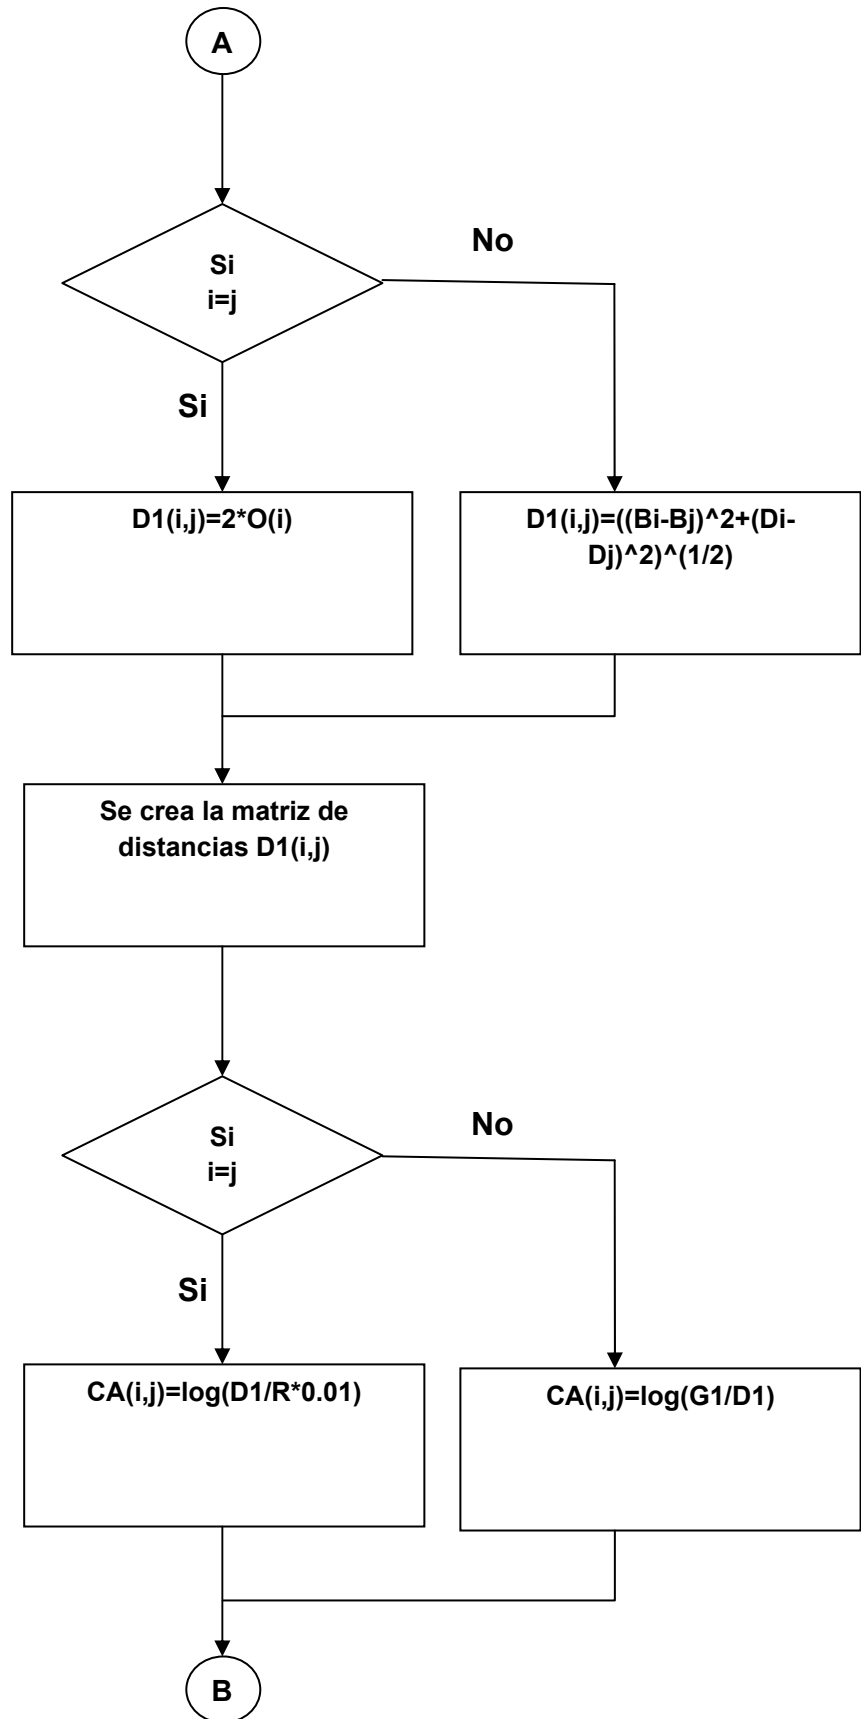 A
Si
i=j
No
Si
D1(i,j)=2*O(i)
D1(i,j)=((Bi-Bj)^2+(Di-
Dj)^2)^(1/2)
Se crea la matriz de
distancias D1(i,j)
Si
i=j
No
Si
CA(i,j)=log(D1/R*0.01)
CA(i,j)=log(G1/D1)
B